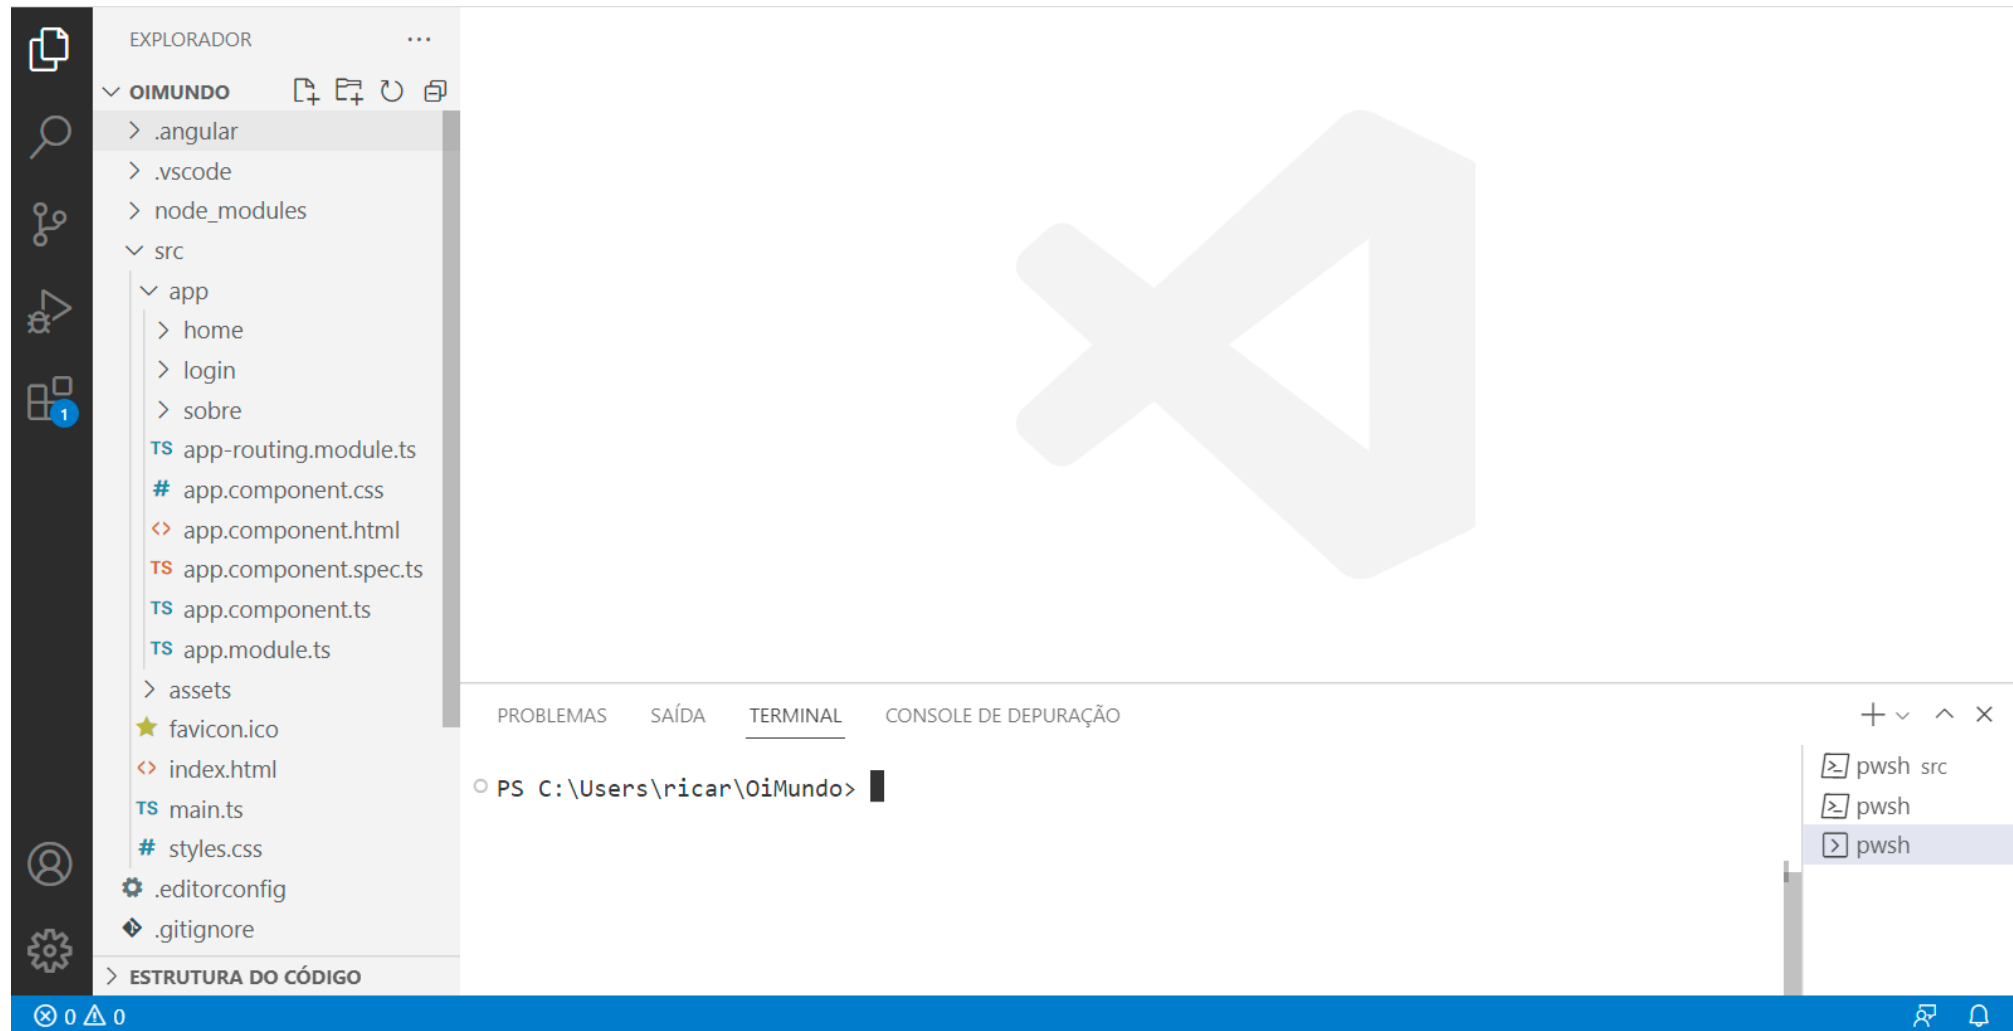 EXPLORADOR
OIMUNDO
.angular
.vscode
node_modules
src
app
home
login
sobre
TS app-routing.module.ts
# app.component.css
<> app.component.html
TS app.component.spec.ts
TS app.component.ts
TS app.module.ts
assets
favicon.ico
<> index.html
TS main.ts
# styles.css
.editorconfig
.gitignore
ESTRUTURA DO CÓDIGO
1
PROBLEMAS SAÍDA TERMINAL CONSOLE DE DEPURAÇÃO
PS C:\Users\ricar\OiMundo>
pwsh src
pwsh
pwsh
0 0